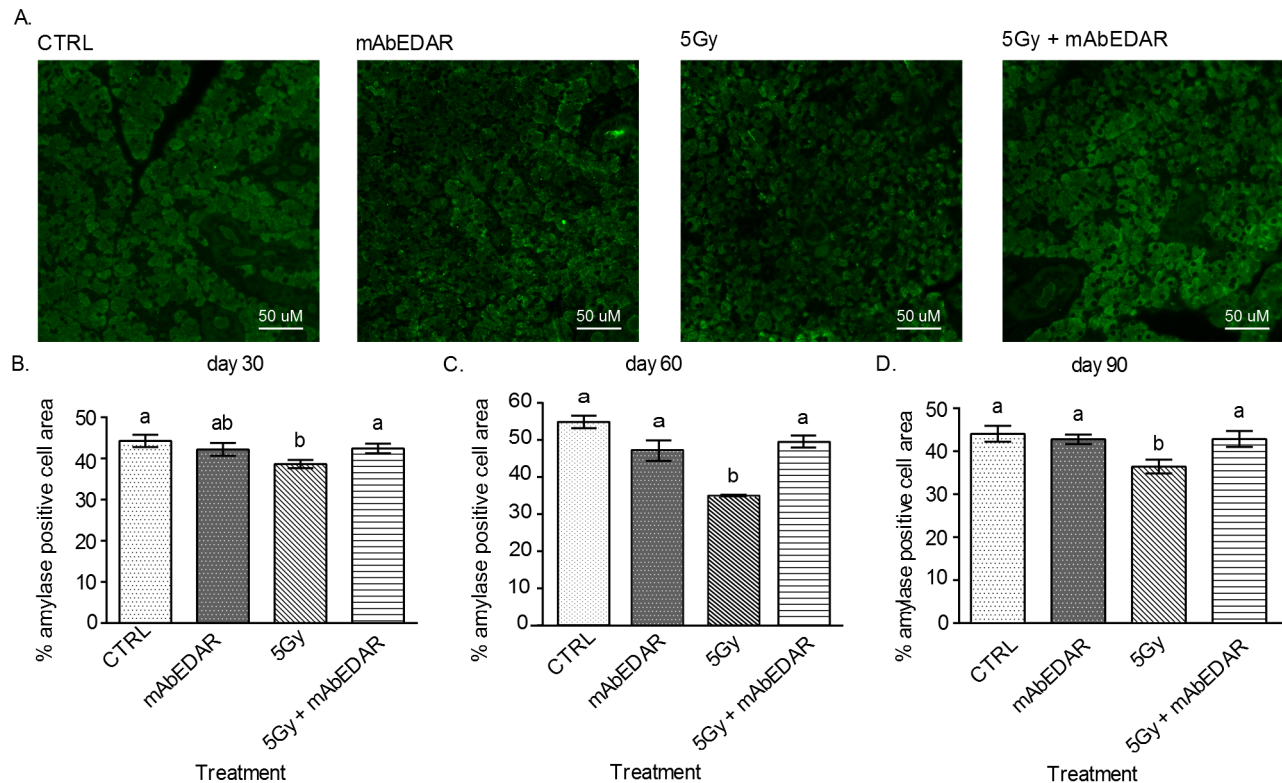 A.
CTRL
mAbEDAR
5Gy
5Gy + mAbEDAR
50 uM
50 uM
50 uM
50 uM
B.
day 30
% amylase positive cell area
50
40
30
20
10
0
a
ab
b
a
CTRL
mAbEDAR
5Gy
5Gy + mAbEDAR
Treatment
C.
day 60
% amylase positive cell area
60
50
40
30
20
10
0
a
a
b
a
CTRL
mAbEDAR
5Gy
5Gy + mAbEDAR
Treatment
D.
day 90
% amylase positive cell area
50
40
30
20
10
0
a
a
b
a
CTRL
mAbEDAR
5Gy
5Gy + mAbEDAR
Treatment